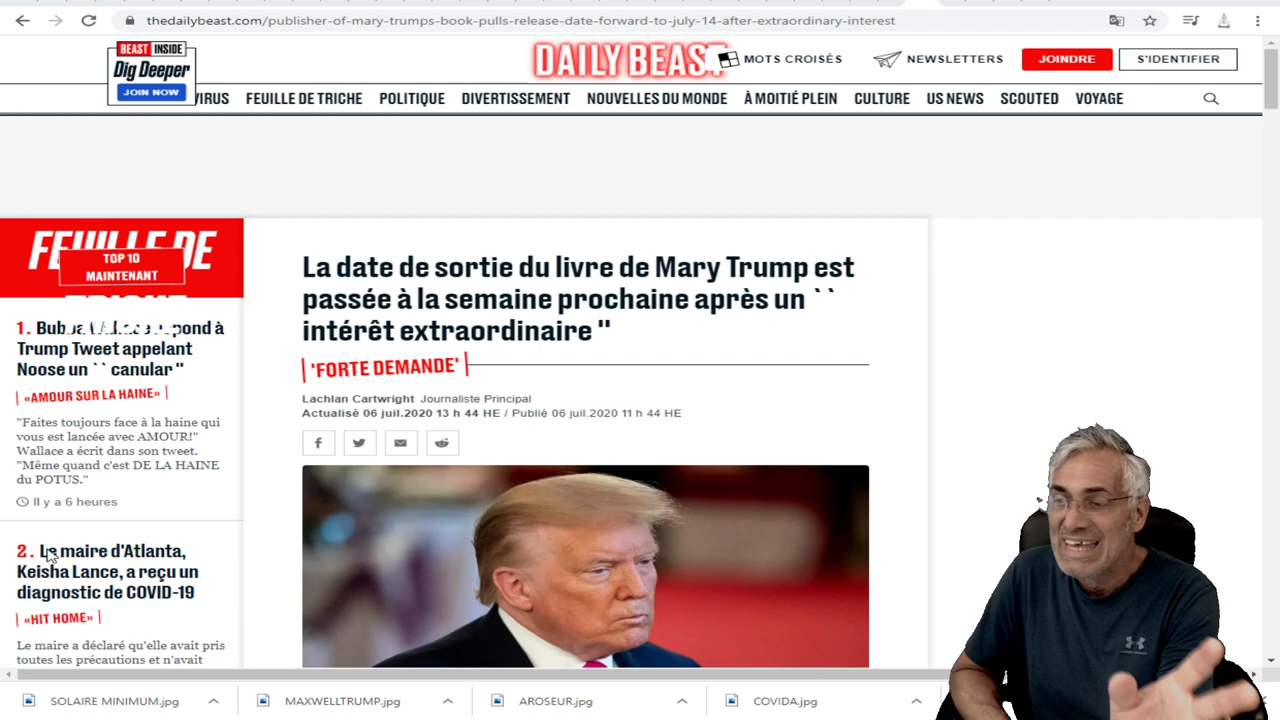 thedailybeast.com/publisher-of-mary-trumps-book-pulls-release-date-forward-to-july-14-after-extraordinary-interest
BEAST INSIDE
Dig Deeper
JOIN NOW
DAILY BEAST
MOTS CROISÉS
NEWSLETTERS
JOINDRE
S'IDENTIFIER
VIRUS
FEUILLE DE TRICHE
POLITIQUE
DIVERTISSEMENT
NOUVELLES DU MONDE
À MOITIÉ PLEIN
CULTURE
US NEWS
SCOUTED
VOYAGE
FEUILLE DE
TOP 10
MAINTENANT
1. Bubba Wallace répond à
Trump Tweet appelant
Noose un `` canular "
«AMOUR SUR LA HAINE»
"Faites toujours face à la haine qui
vous est lancée avec AMOUR!"
Wallace a écrit dans son tweet.
"Même quand c'est DE LA HAINE
du POTUS."
Il y a 6 heures
2. Le maire d'Atlanta,
Keisha Lance, a reçu un
diagnostic de COVID-19
«HIT HOME»
Le maire a déclaré qu'elle avait pris
toutes les précautions et n'avait
La date de sortie du livre de Mary Trump est
passée à la semaine prochaine après un ``
intérêt extraordinaire "
'FORTE DEMANDE'
Lachlan Cartwright Journaliste Principal
Actualisé 06 juil.2020 13 h 44 HE / Publié 06 juil.2020 11 h 44 HE
SOLAIRE MINIMUM.jpg
MAXWELLTRUMP.jpg
AROSEUR.jpg
COVIDA.jpg